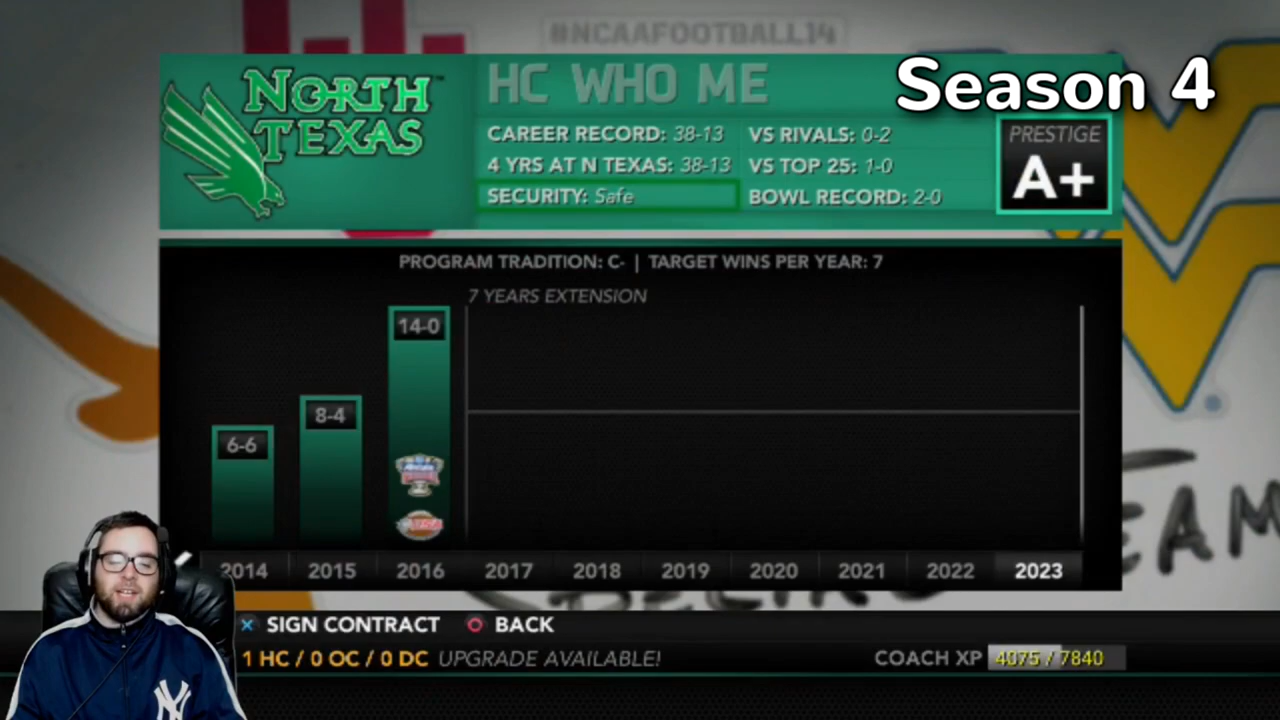 #NCAAFOOTBALL14
NORTH TEXAS
HC WHO ME
Season 4
CAREER RECORD: 38-13
VS RIVALS: 0-2
4 YRS AT N TEXAS: 38-13
VS TOP 25: 1-0
SECURITY: Safe
BOWL RECORD: 2-0
PRESTIGE
A+
PROGRAM TRADITION: C- | TARGET WINS PER YEAR: 7
7 YEARS EXTENSION
14-0
8-4
6-6
2014 2015 2016 2017 2018 2019 2020 2021 2022 2023
EAM
SIGN CONTRACT
BACK
1 HC / 0 OC / 0 DC UPGRADE AVAILABLE!
COACH XP 4075 / 7840
NY